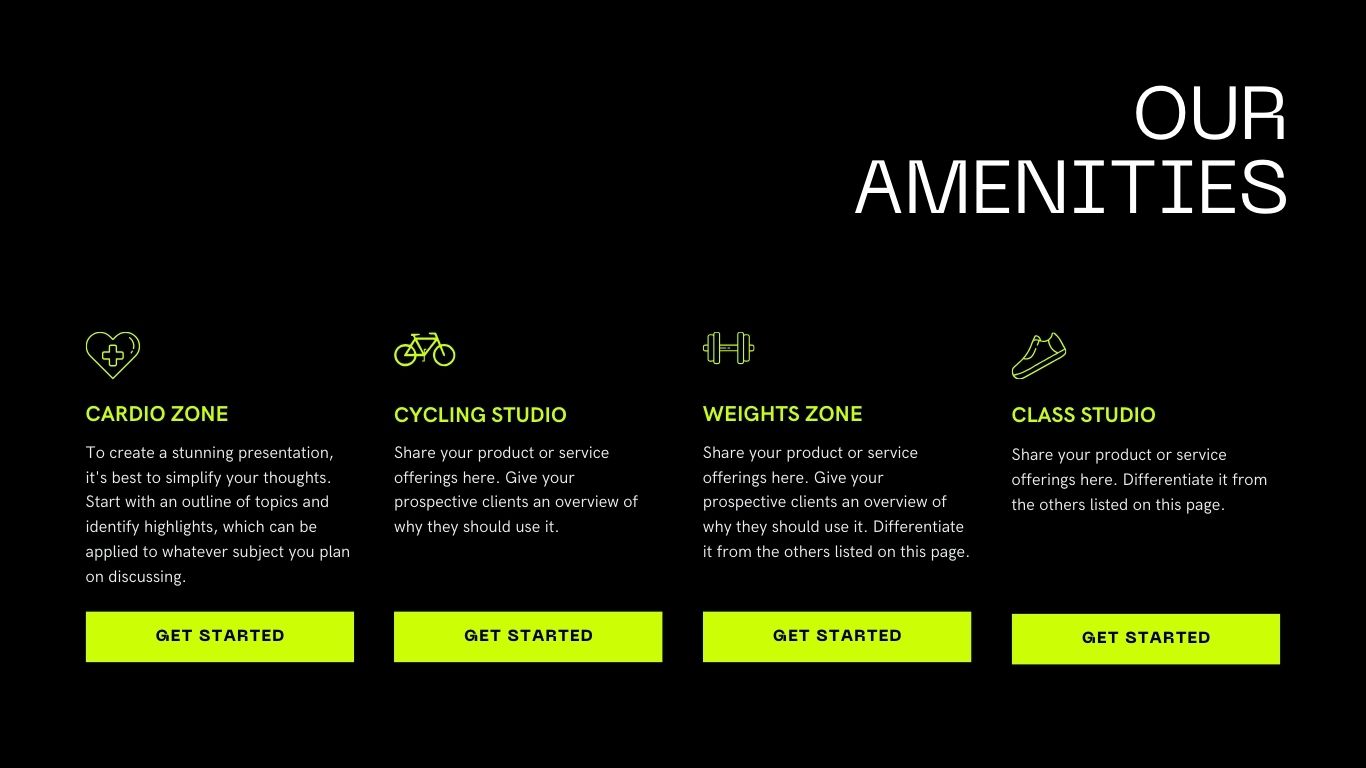 OUR
AMENITIES
CARDIO ZONE
To create a stunning presentation,
it's best to simplify your thoughts.
Start with an outline of topics and
identify highlights, which can be
applied to whatever subject you plan
on discussing.
GET STARTED
CYCLING STUDIO
Share your product or service
offerings here. Give your
prospective clients an overview of
why they should use it.
GET STARTED
WEIGHTS ZONE
Share your product or service
offerings here. Give your
prospective clients an overview of
why they should use it. Differentiate
it from the others listed on this page.
GET STARTED
CLASS STUDIO
Share your product or service
offerings here. Differentiate it from
the others listed on this page.
GET STARTED